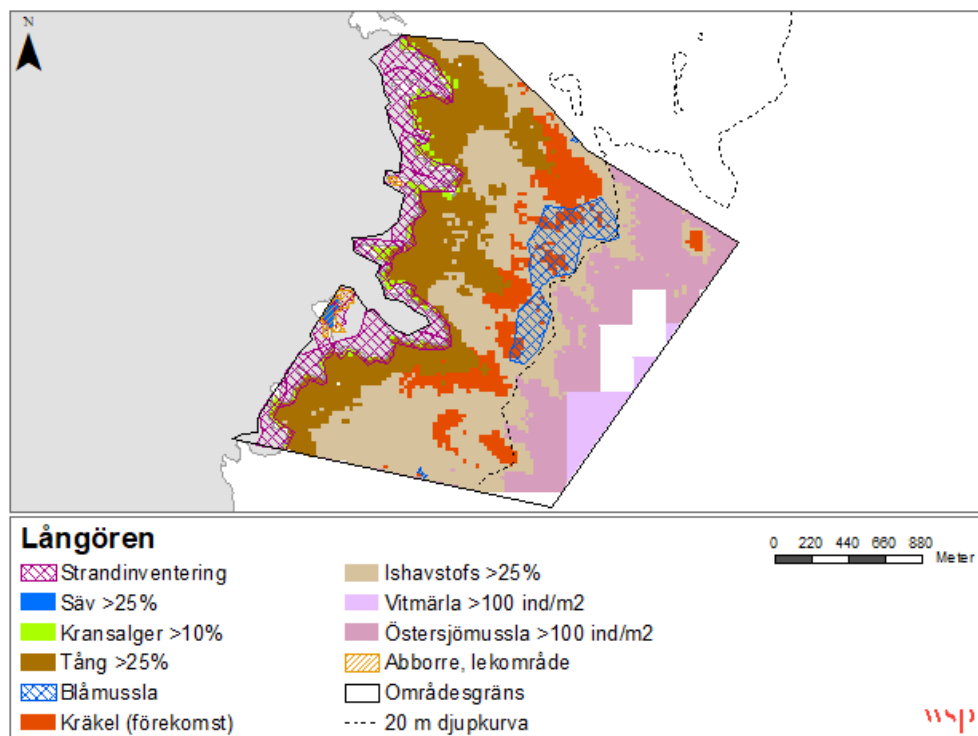 N
Långören
Strandinventering
Säv >25%
Kransalger >10%
Tång >25%
Blåmussla
Kräkel (förekomst)
Ishavstofs >25%
Vitmärla >100 ind/m2
Östersjömussla >100 ind/m2
Abborre, lekområde
Områdesgräns
20 m djupkurva
0 220 440 660 880
Meter
wsp